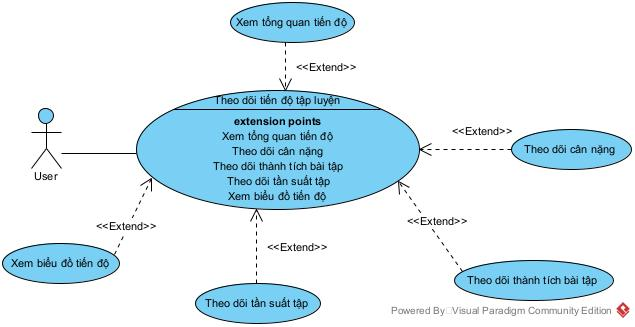 Xem tổng quan tiến độ
<<Extend>>
Theo dõi tiến độ tập luyện
extension points
Xem tổng quan tiến độ
Theo dõi cân nặng
Theo dõi thành tích bài tập
Theo dõi tần suất tập
Xem biểu đồ tiến độ
User
<<Extend>>
Theo dõi cân nặng
<<Extend>>
Xem biểu đồ tiến độ
<<Extend>>
Theo dõi tần suất tập
<<Extend>>
Theo dõi thành tích bài tập
Powered By Visual Paradigm Community Edition